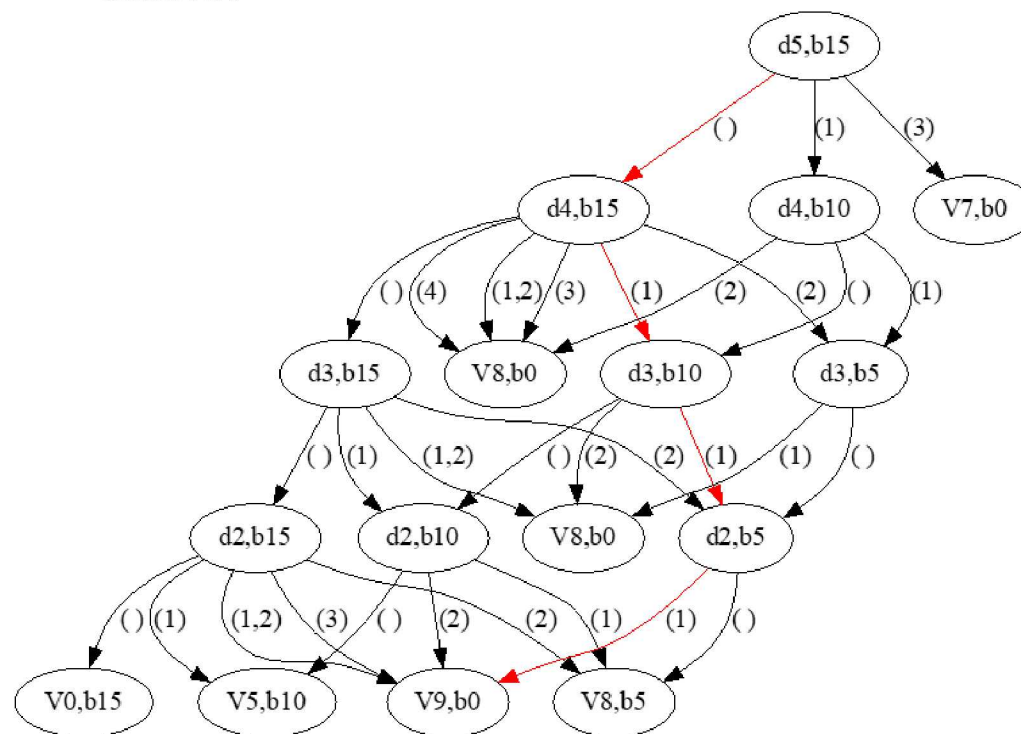 d5,b15
( ) (1) (3)
d4,b15 d4,b10 V7,b0
( ) (4) (1,2) (3) (1) (2) (2) ( ) (1)
d3,b15 V8,b0 d3,b10 d3,b5
( ) (1) (1,2) ( ) (2) (2) (1) (1) ( )
d2,b15 d2,b10 V8,b0 d2,b5
( ) (1) (1,2) (3) ( ) (2) (2) (1) (1) ( )
V0,b15 V5,b10 V9,b0 V8,b5